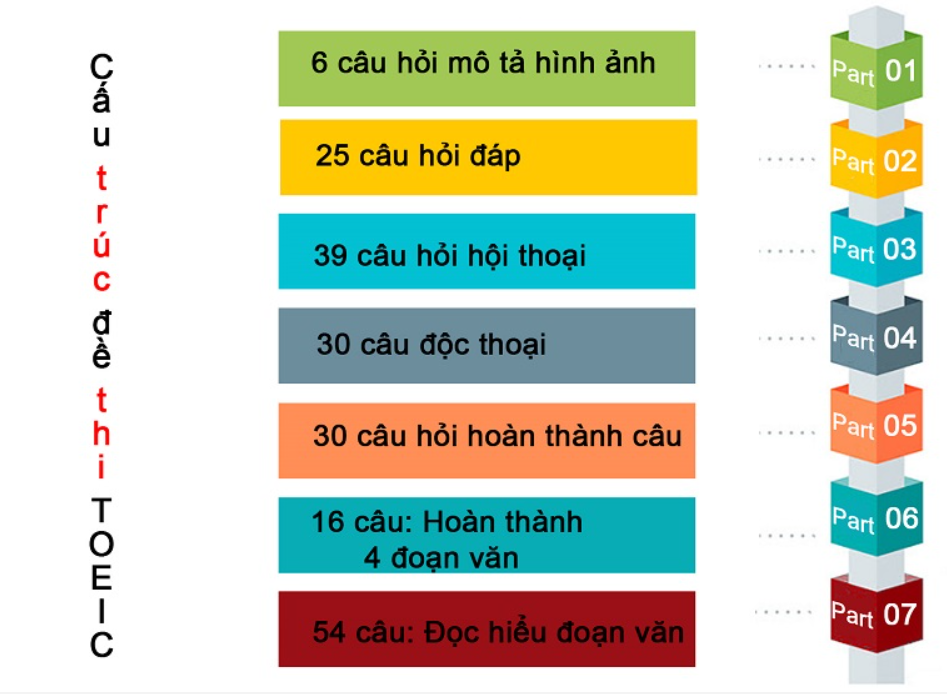 Cấu trúc đề thi TOEIC
6 câu hỏi mô tả hình ảnh
Part 01
25 câu hỏi đáp
Part 02
39 câu hỏi hội thoại
Part 03
30 câu độc thoại
Part 04
30 câu hỏi hoàn thành câu
Part 05
16 câu: Hoàn thành
4 đoạn văn
Part 06
54 câu: Đọc hiểu đoạn văn
Part 07